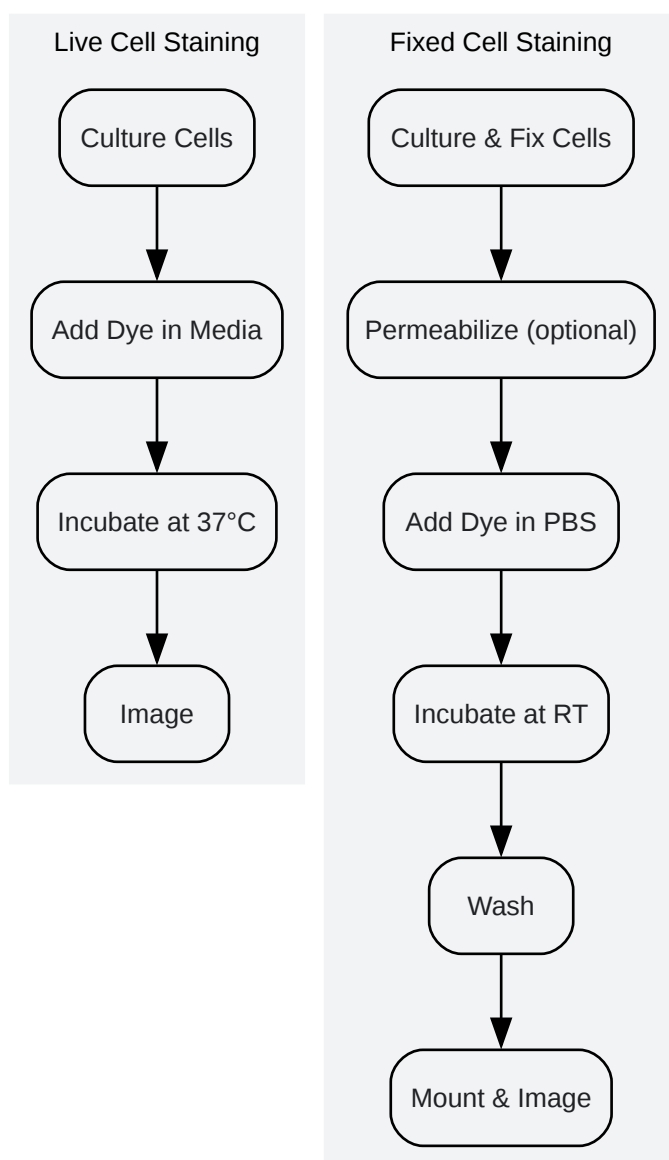 Live Cell Staining
Culture Cells
Add Dye in Media
Incubate at 37°C
Image
Fixed Cell Staining
Culture & Fix Cells
Permeabilize (optional)
Add Dye in PBS
Incubate at RT
Wash
Mount & Image